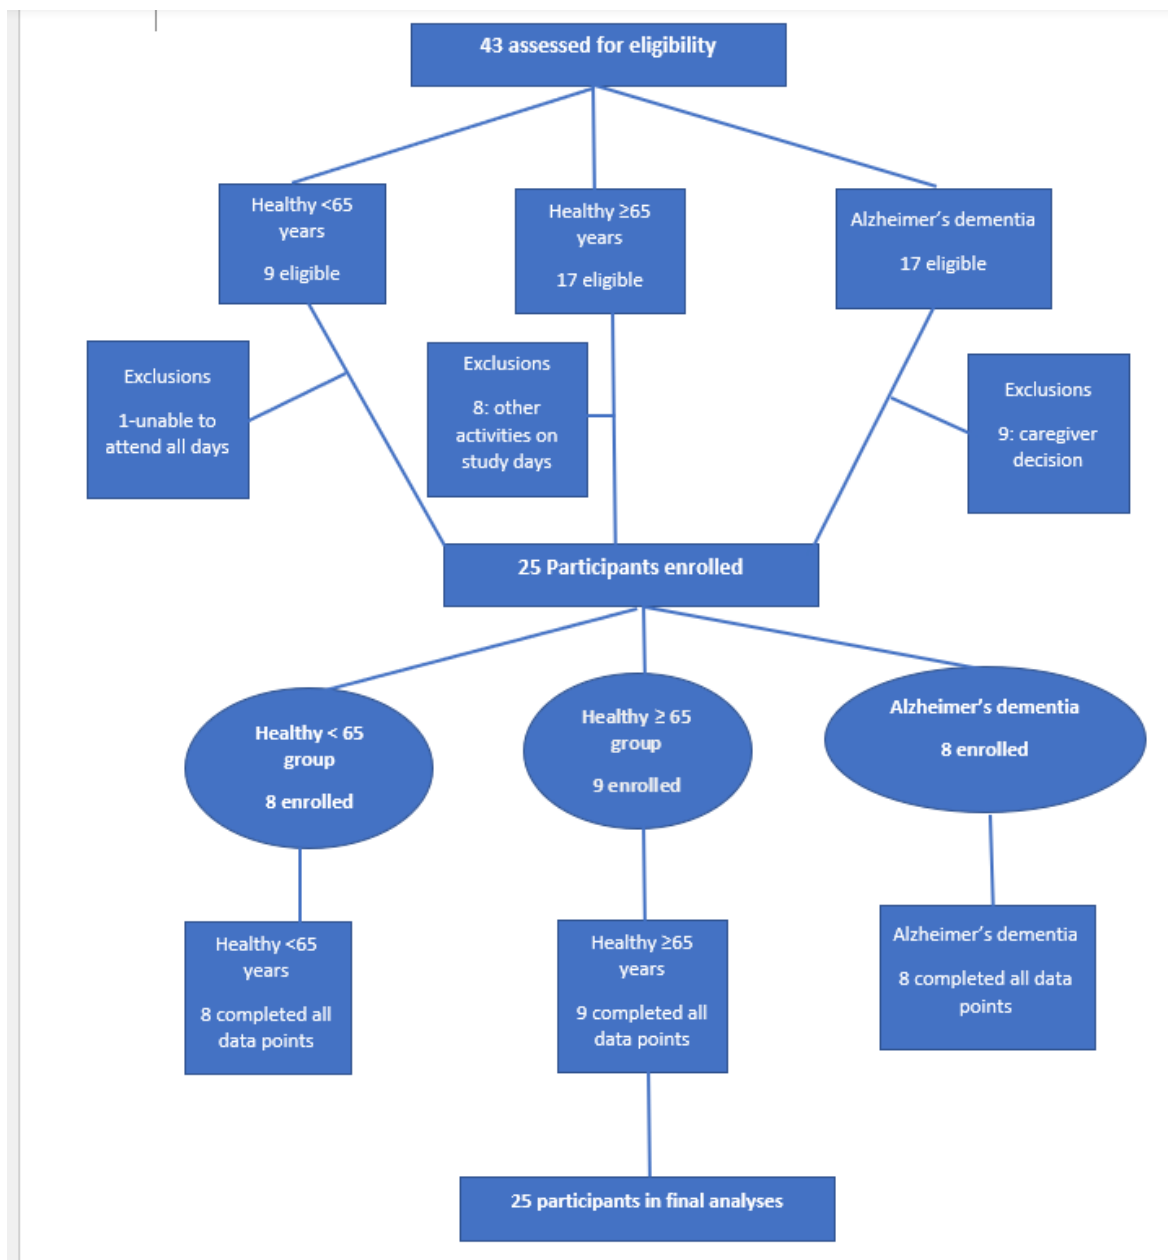 43 assessed for eligibility
Healthy <65
years
9 eligible
Healthy ≥65
years
17 eligible
Alzheimer's dementia
17 eligible
Exclusions
1-unable to
attend all days
Exclusions
8: other
activities on
study days
Exclusions
9: caregiver
decision
25 Participants enrolled
Healthy < 65
group
8 enrolled
Healthy ≥ 65
group
9 enrolled
Alzheimer's dementia
8 enrolled
Healthy <65
years
8 completed all
data points
Healthy ≥65
years
9 completed all
data points
Alzheimer's dementia
8 completed all data
points
25 participants in final analyses